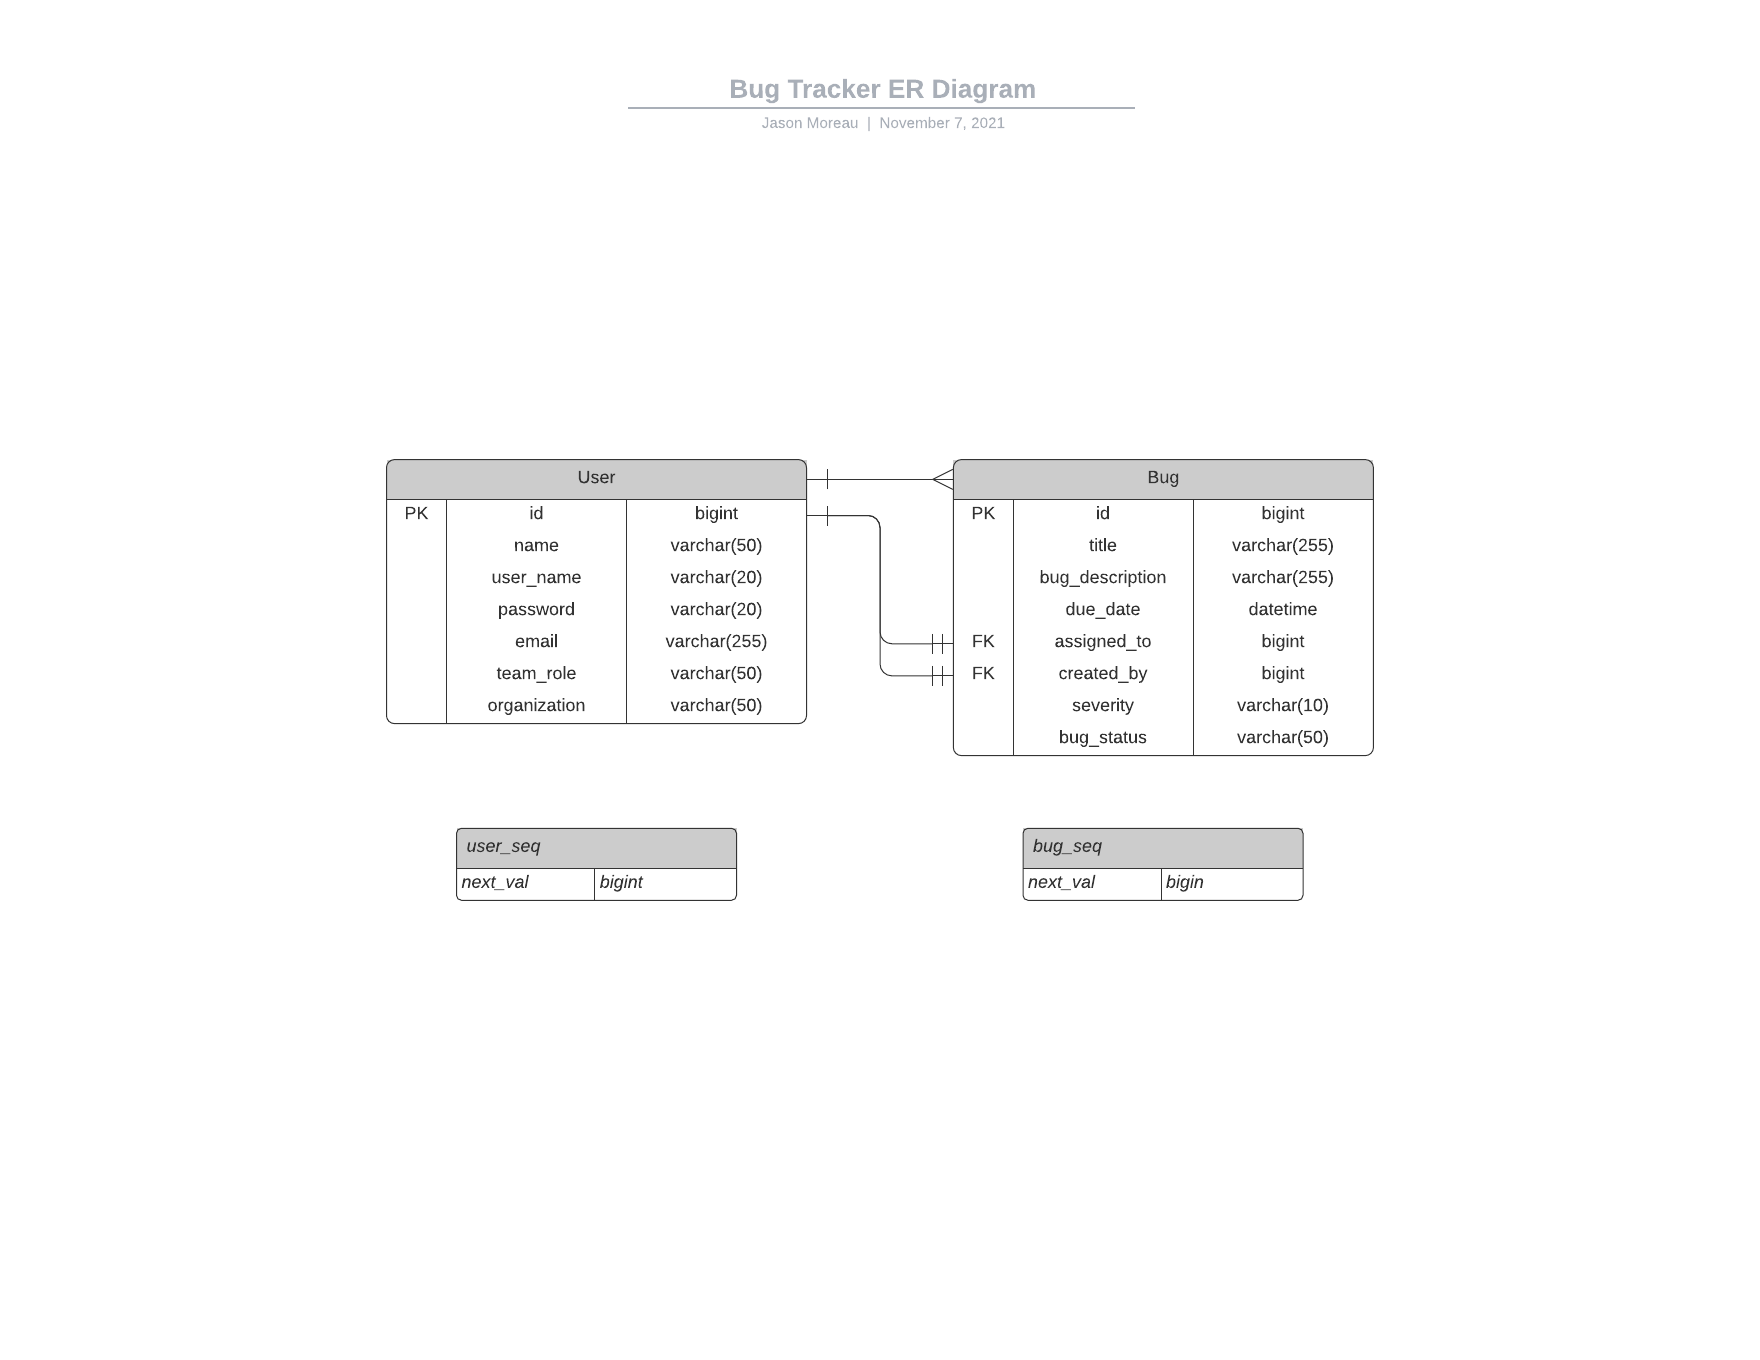 Bug Tracker ER Diagram
Jason Moreau | November 7, 2021
User
PK id bigint
name varchar(50)
user_name varchar(20)
password varchar(20)
email varchar(255)
team_role varchar(50)
organization varchar(50)
Bug
PK id bigint
title varchar(255)
bug_description varchar(255)
due_date datetime
FK assigned_to bigint
FK created_by bigint
severity varchar(10)
bug_status varchar(50)
user_seq
next_val bigint
bug_seq
next_val bigin